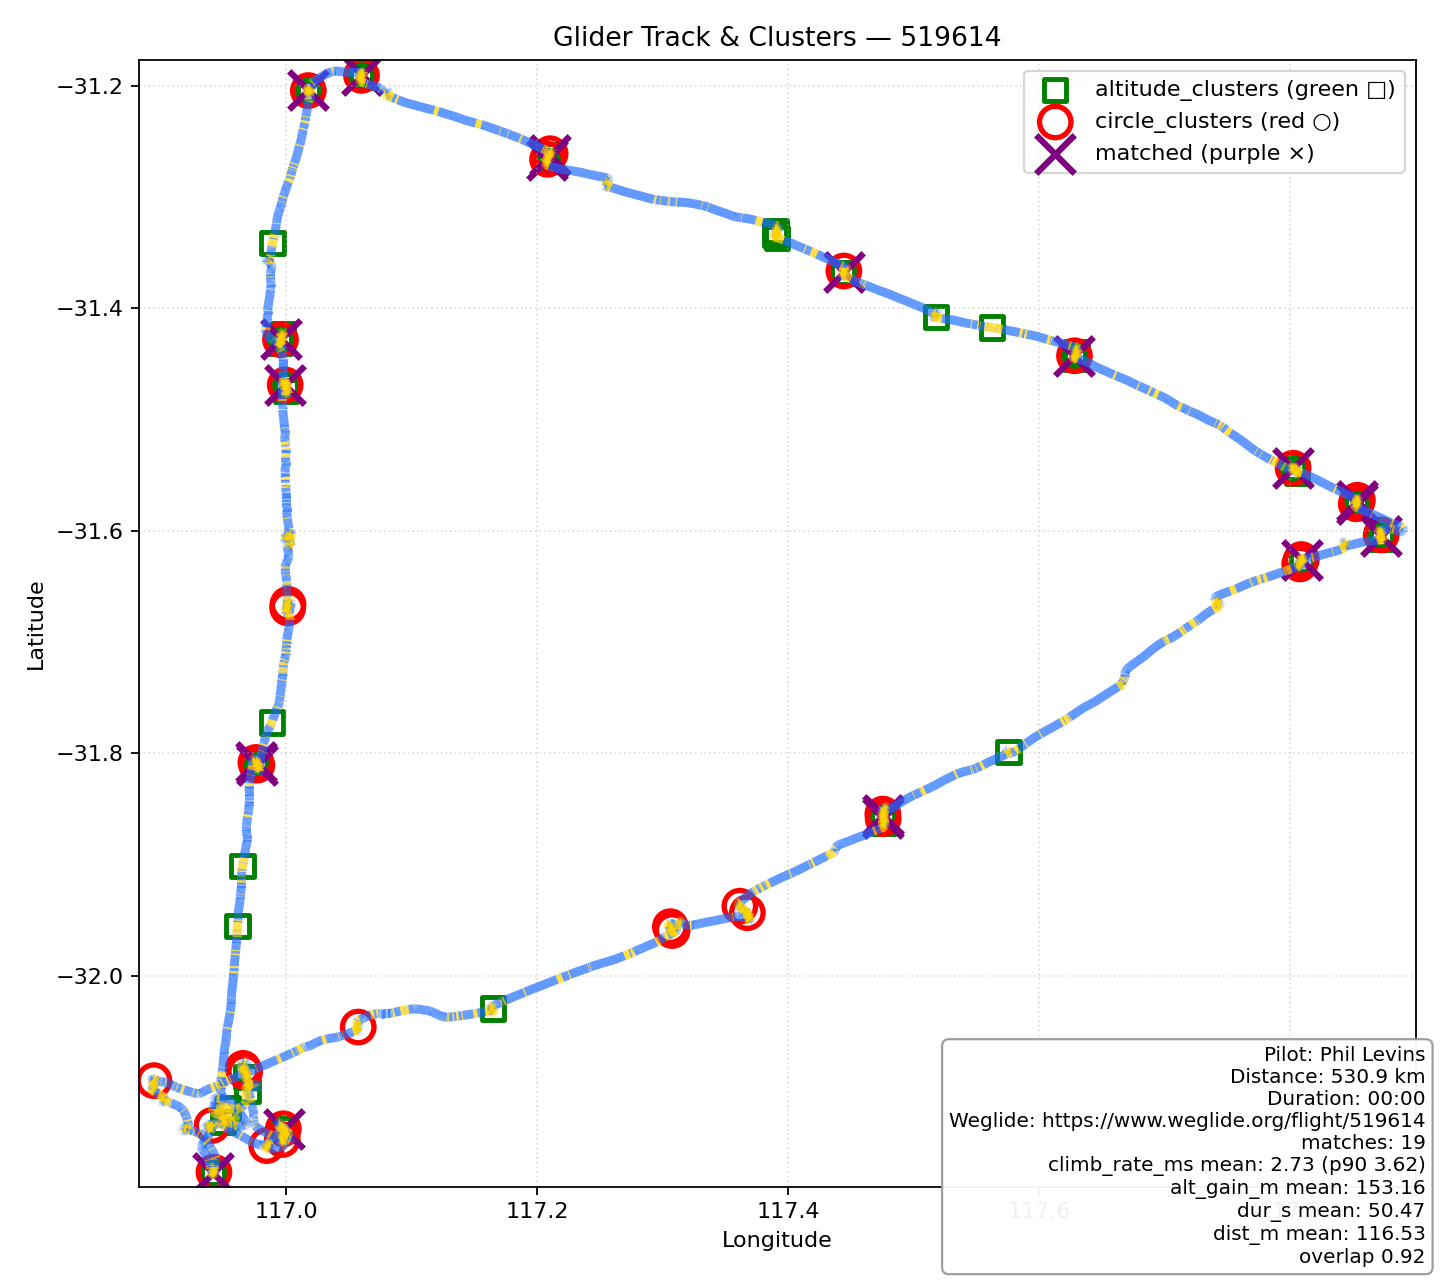 Glider Track & Clusters — 519614
altitude_clusters (green □)
circle_clusters (red ○)
matched (purple ×)
−31.2
−31.4
−31.6
−31.8
−32.0
Latitude
117.0
117.2
117.4
117.6
Longitude
Pilot: Phil Levins
Distance: 530.9 km
Duration: 00:00
Weglide: https://www.weglide.org/flight/519614
matches: 19
climb_rate_ms mean: 2.73 (p90 3.62)
alt_gain_m mean: 153.16
dur_s mean: 50.47
dist_m mean: 116.53
overlap 0.92